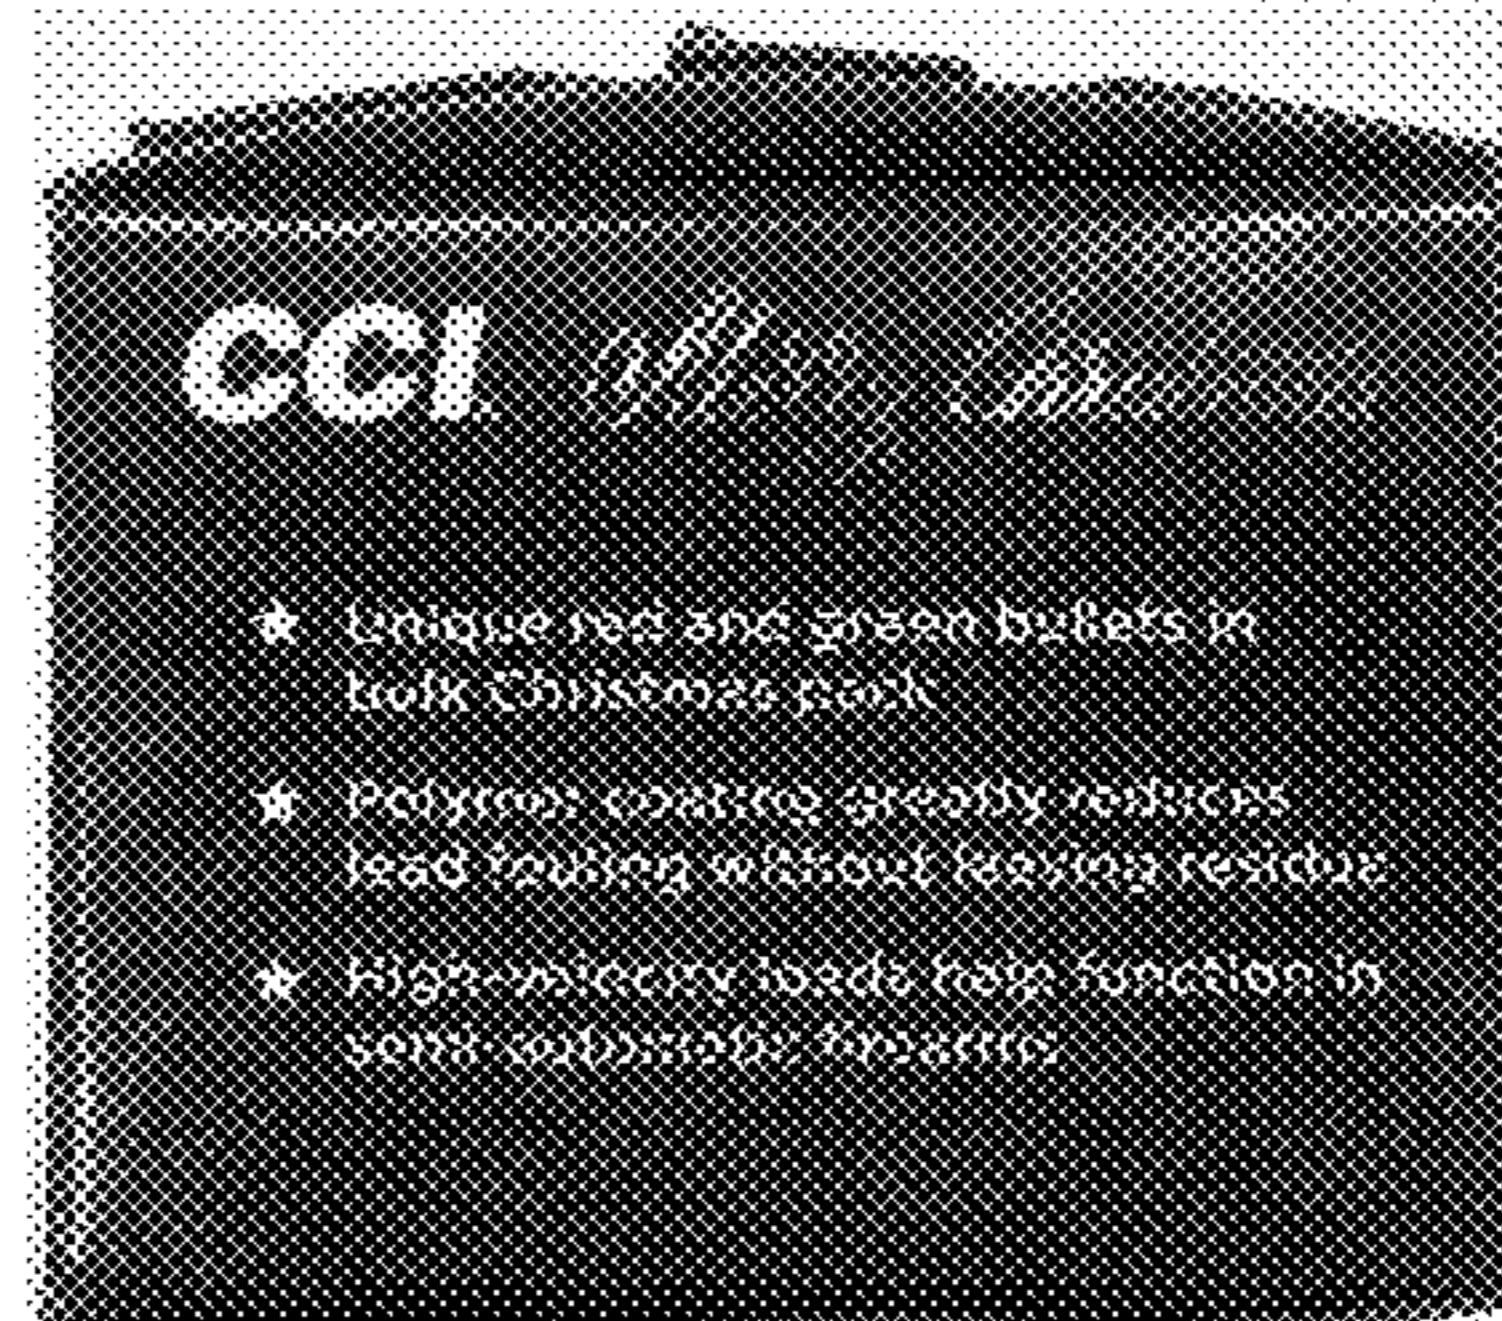 CCI
★ Unique red and green bullets in
bulk Christmas pack
★ Polymer coating greatly reduces
lead fouling without leaving residue
★ High-velocity loads help function in
semi-automatic firearms